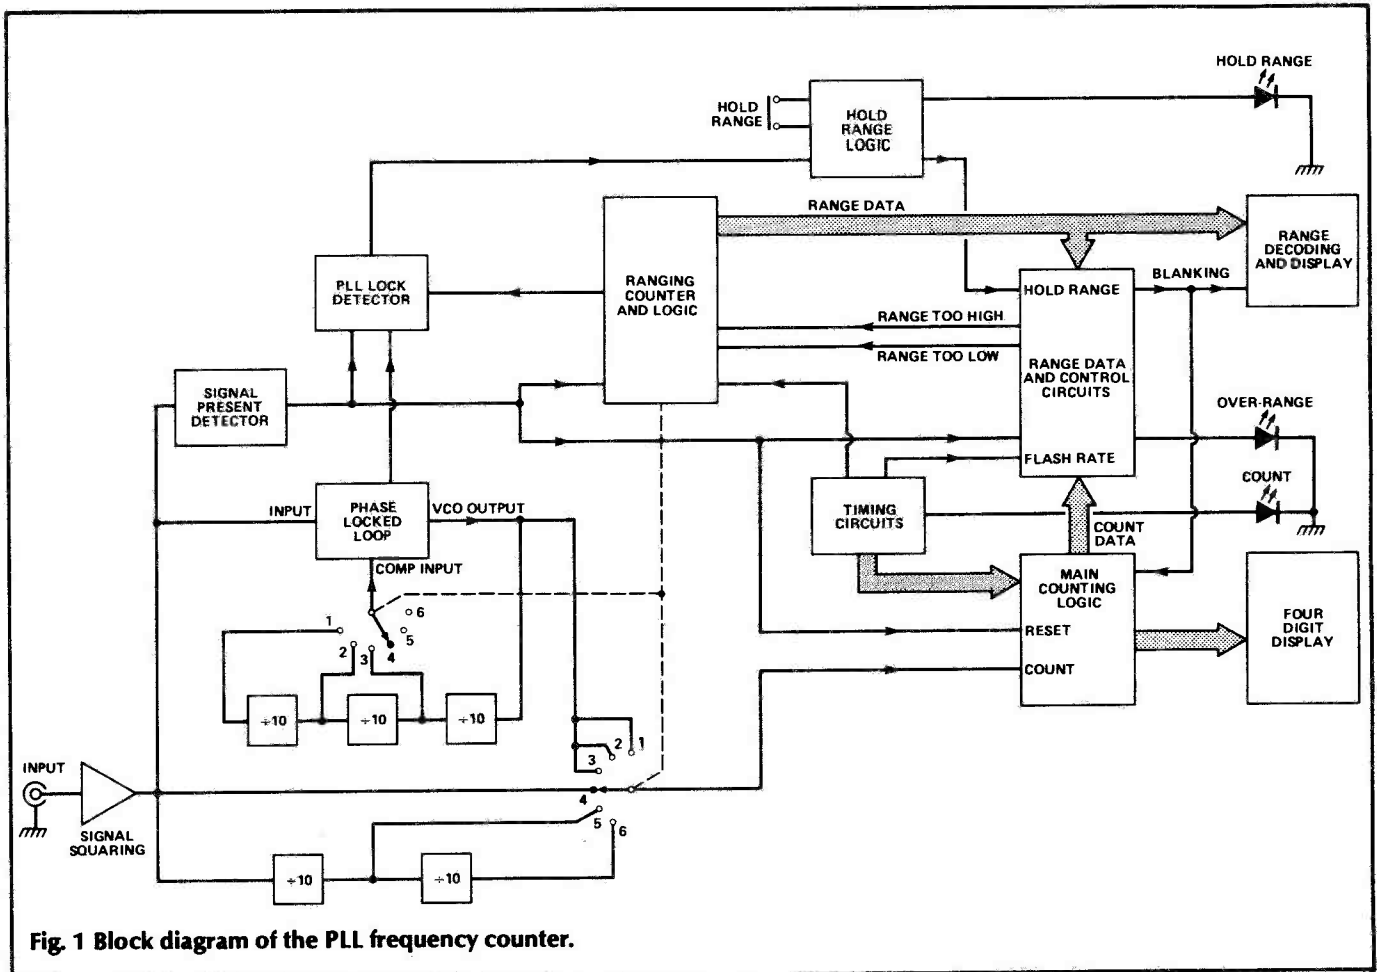 HOLD RANGE
HOLD
RANGE
HOLD
RANGE
LOGIC
RANGE DATA
RANGE
DECODING
AND DISPLAY
PLL LOCK
DETECTOR
RANGING
COUNTER
AND LOGIC
HOLD RANGE
BLANKING
RANGE TOO HIGH
RANGE TOO LOW
RANGE DATA
AND CONTROL
CIRCUITS
SIGNAL
PRESENT
DETECTOR
OVER-RANGE
FLASH RATE
COUNT
INPUT
PHASE
LOCKED
LOOP
VCO OUTPUT
TIMING
CIRCUITS
COUNT
DATA
COMP INPUT
MAIN
COUNTING
LOGIC
FOUR
DIGIT
DISPLAY
1
2
3
4
5
6
RESET
COUNT
÷10
÷10
÷10
1
2
3
4
5
6
INPUT
SIGNAL
SQUARING
÷10
÷10
Fig. 1 Block diagram of the PLL frequency counter.